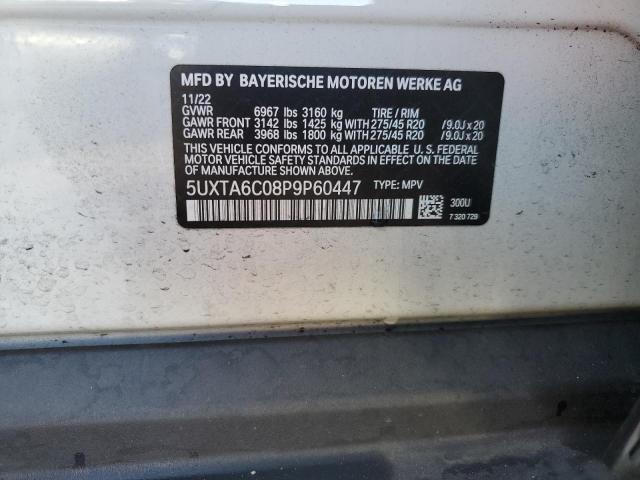 MFD BY BAYERISCHE MOTOREN WERKE AG
11/22
GVWR 6967 lbs 3160 kg TIRE / RIM
GAWR FRONT 3142 lbs 1425 kg WITH 275/45 R20 /9.0J x 20
GAWR REAR 3968 lbs 1800 kg WITH 275/45 R20 /9.0J x 20
THIS VEHICLE CONFORMS TO ALL APPLICABLE U. S. FEDERAL
MOTOR VEHICLE SAFETY STANDARDS IN EFFECT ON THE DATE
OF MANUFACTURE SHOWN ABOVE.
5UXTA6C08P9P60447 TYPE: MPV
300U
7 320 729